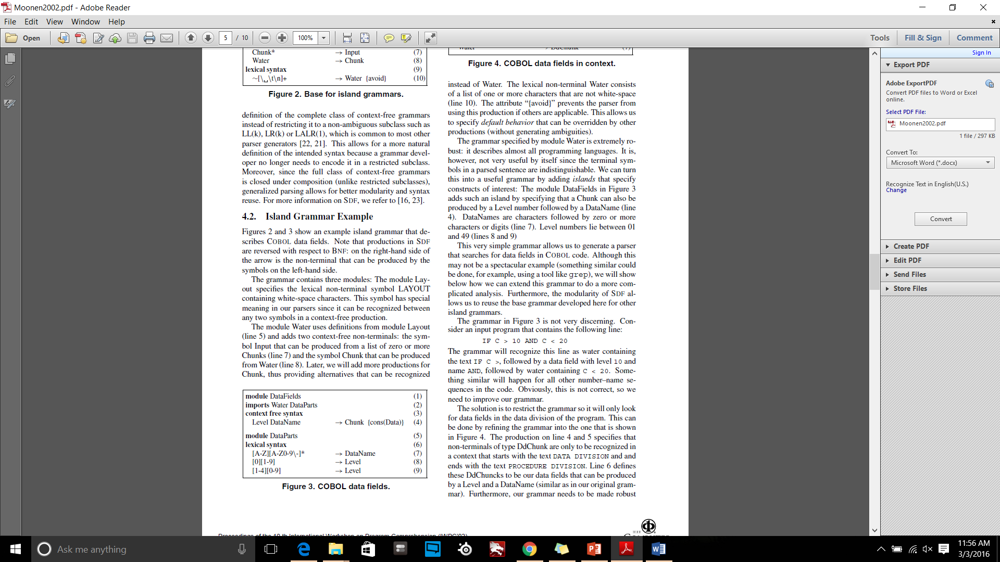 Moonen2002.pdf - Adobe Reader
File Edit View Window Help
Open 5 / 10 100% Tools Fill & Sign Comment
Chunk* → Input (7)
Water → Chunk (8)
lexical syntax (9)
~[\␣\t\n]+ → Water {avoid} (10)
Figure 2. Base for island grammars.
definition of the complete class of context-free grammars
instead of restricting it to a non-ambiguous subclass such as
LL(k), LR(k) or LALR(1), which is common to most other
parser generators [22, 21]. This allows for a more natural
definition of the intended syntax because a grammar devel-
oper no longer needs to encode it in a restricted subclass.
Moreover, since the full class of context-free grammars
is closed under composition (unlike restricted subclasses),
generalized parsing allows for better modularity and syntax
reuse. For more information on SDF, we refer to [16, 23].
4.2. Island Grammar Example
Figures 2 and 3 show an example island grammar that de-
scribes COBOL data fields. Note that productions in SDF
are reversed with respect to BNF: on the right-hand side of
the arrow is the non-terminal that can be produced by the
symbols on the left-hand side.
The grammar contains three modules: The module Lay-
out specifies the lexical non-terminal symbol LAYOUT
containing white-space characters. This symbol has special
meaning in our parsers since it can be recognized between
any two symbols in a context-free production.
The module Water uses definitions from module Layout
(line 5) and adds two context-free non-terminals: the sym-
bol Input that can be produced from a list of zero or more
Chunks (line 7) and the symbol Chunk that can be produced
from Water (line 8). Later, we will add more productions for
Chunk, thus providing alternatives that can be recognized
module DataFields (1)
imports Water DataParts (2)
context free syntax (3)
Level DataName → Chunk {cons(Data)} (4)
module DataParts (5)
lexical syntax (6)
[A-Z][A-Z0-9\-]* → DataName (7)
[0][1-9] → Level (8)
[1-4][0-9] → Level (9)
Figure 3. COBOL data fields.
Proceedings of the 10 th International Workshop on Program Comprehension (IWPC'02)
Water → DdChunk (7)
Figure 4. COBOL data fields in context.
instead of Water. The lexical non-terminal Water consists
of a list of one or more characters that are not white-space
(line 10). The attribute “{avoid}” prevents the parser from
using this production if others are applicable. This allows us
to specify default behavior that can be overridden by other
productions (without generating ambiguities).
The grammar specified by module Water is extremely ro-
bust: it describes almost all programming languages. It is,
however, not very useful by itself since the terminal sym-
bols in a parsed sentence are indistinguishable. We can turn
this into a useful grammar by adding islands that specify
constructs of interest: The module DataFields in Figure 3
adds such an island by specifying that a Chunk can also be
produced by a Level number followed by a DataName (line
4). DataNames are characters followed by zero or more
characters or digits (line 7). Level numbers lie between 01
and 49 (lines 8 and 9)
This very simple grammar allows us to generate a parser
that searches for data fields in COBOL code. Although this
may not be a spectacular example (something similar could
be done, for example, using a tool like grep), we will show
below how we can extend this grammar to do a more com-
plicated analysis. Furthermore, the modularity of SDF al-
lows us to reuse the base grammar developed here for other
island grammars.
The grammar in Figure 3 is not very discerning. Con-
sider an input program that contains the following line:
IF C > 10 AND C < 20
The grammar will recognize this line as water containing
the text IF C >, followed by a data field with level 10 and
name AND, followed by water containing C < 20. Some-
thing similar will happen for all other number–name se-
quences in the code. Obviously, this is not correct, so we
need to improve our grammar.
The solution is to restrict the grammar so it will only look
for data fields in the data division of the program. This can
be done by refining the grammar into the one that is shown
in Figure 4. The production on line 4 and 5 specifies that
non-terminals of type DdChunk are only to be recognized in
a context that starts with the text DATA DIVISION and and
ends with the text PROCEDURE DIVISION. Line 6 defines
these DdChuncks to be our data fields that can be produced
by a Level and a DataName (similar as in our original gram-
mar). Furthermore, our grammar needs to be made robust
IEEE
Sign In
Export PDF
Adobe ExportPDF
Convert PDF files to Word or Excel
online.
Select PDF File:
Moonen2002.pdf
1 file / 297 KB
Convert To:
Microsoft Word (*.docx)
Recognize Text in English(U.S.)
Change
Convert
Create PDF
Edit PDF
Send Files
Store Files
Ask me anything
11:56 AM
3/3/2016